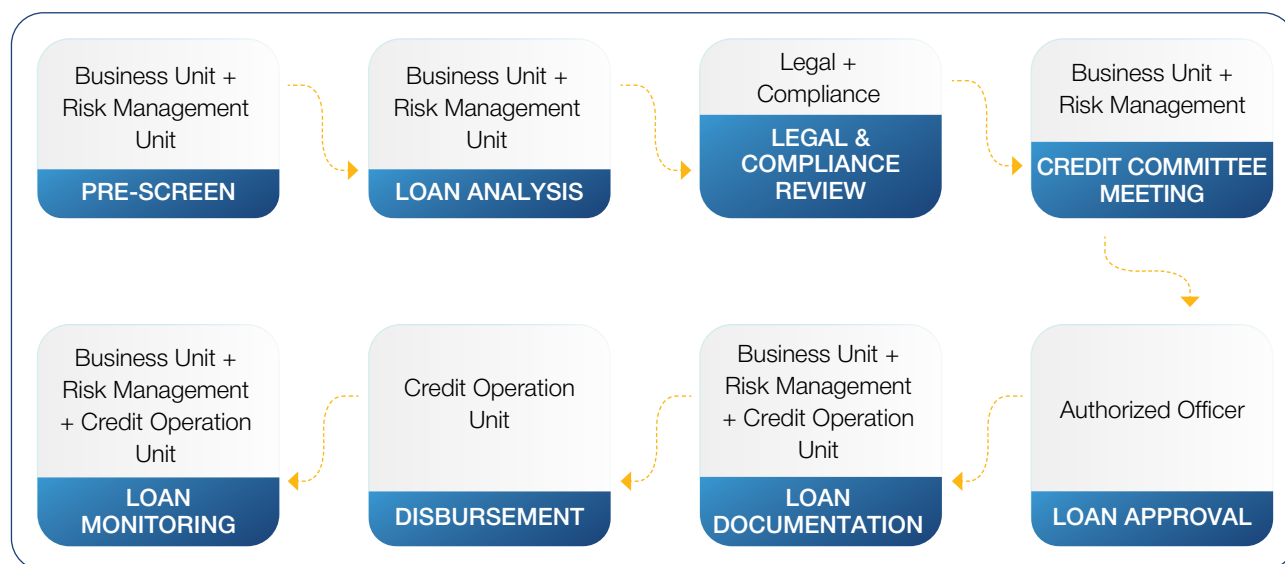 Business Unit +
Risk Management
Unit
PRE-SCREEN
Business Unit +
Risk Management
Unit
LOAN ANALYSIS
Legal +
Compliance
LEGAL &
COMPLIANCE
REVIEW
Business Unit +
Risk Management
CREDIT COMMITTEE
MEETING
Authorized Officer
LOAN APPROVAL
Business Unit +
Risk Management
+ Credit Operation
Unit
LOAN
DOCUMENTATION
Credit Operation
Unit
DISBURSEMENT
Business Unit +
Risk Management
+ Credit Operation
Unit
LOAN
MONITORING